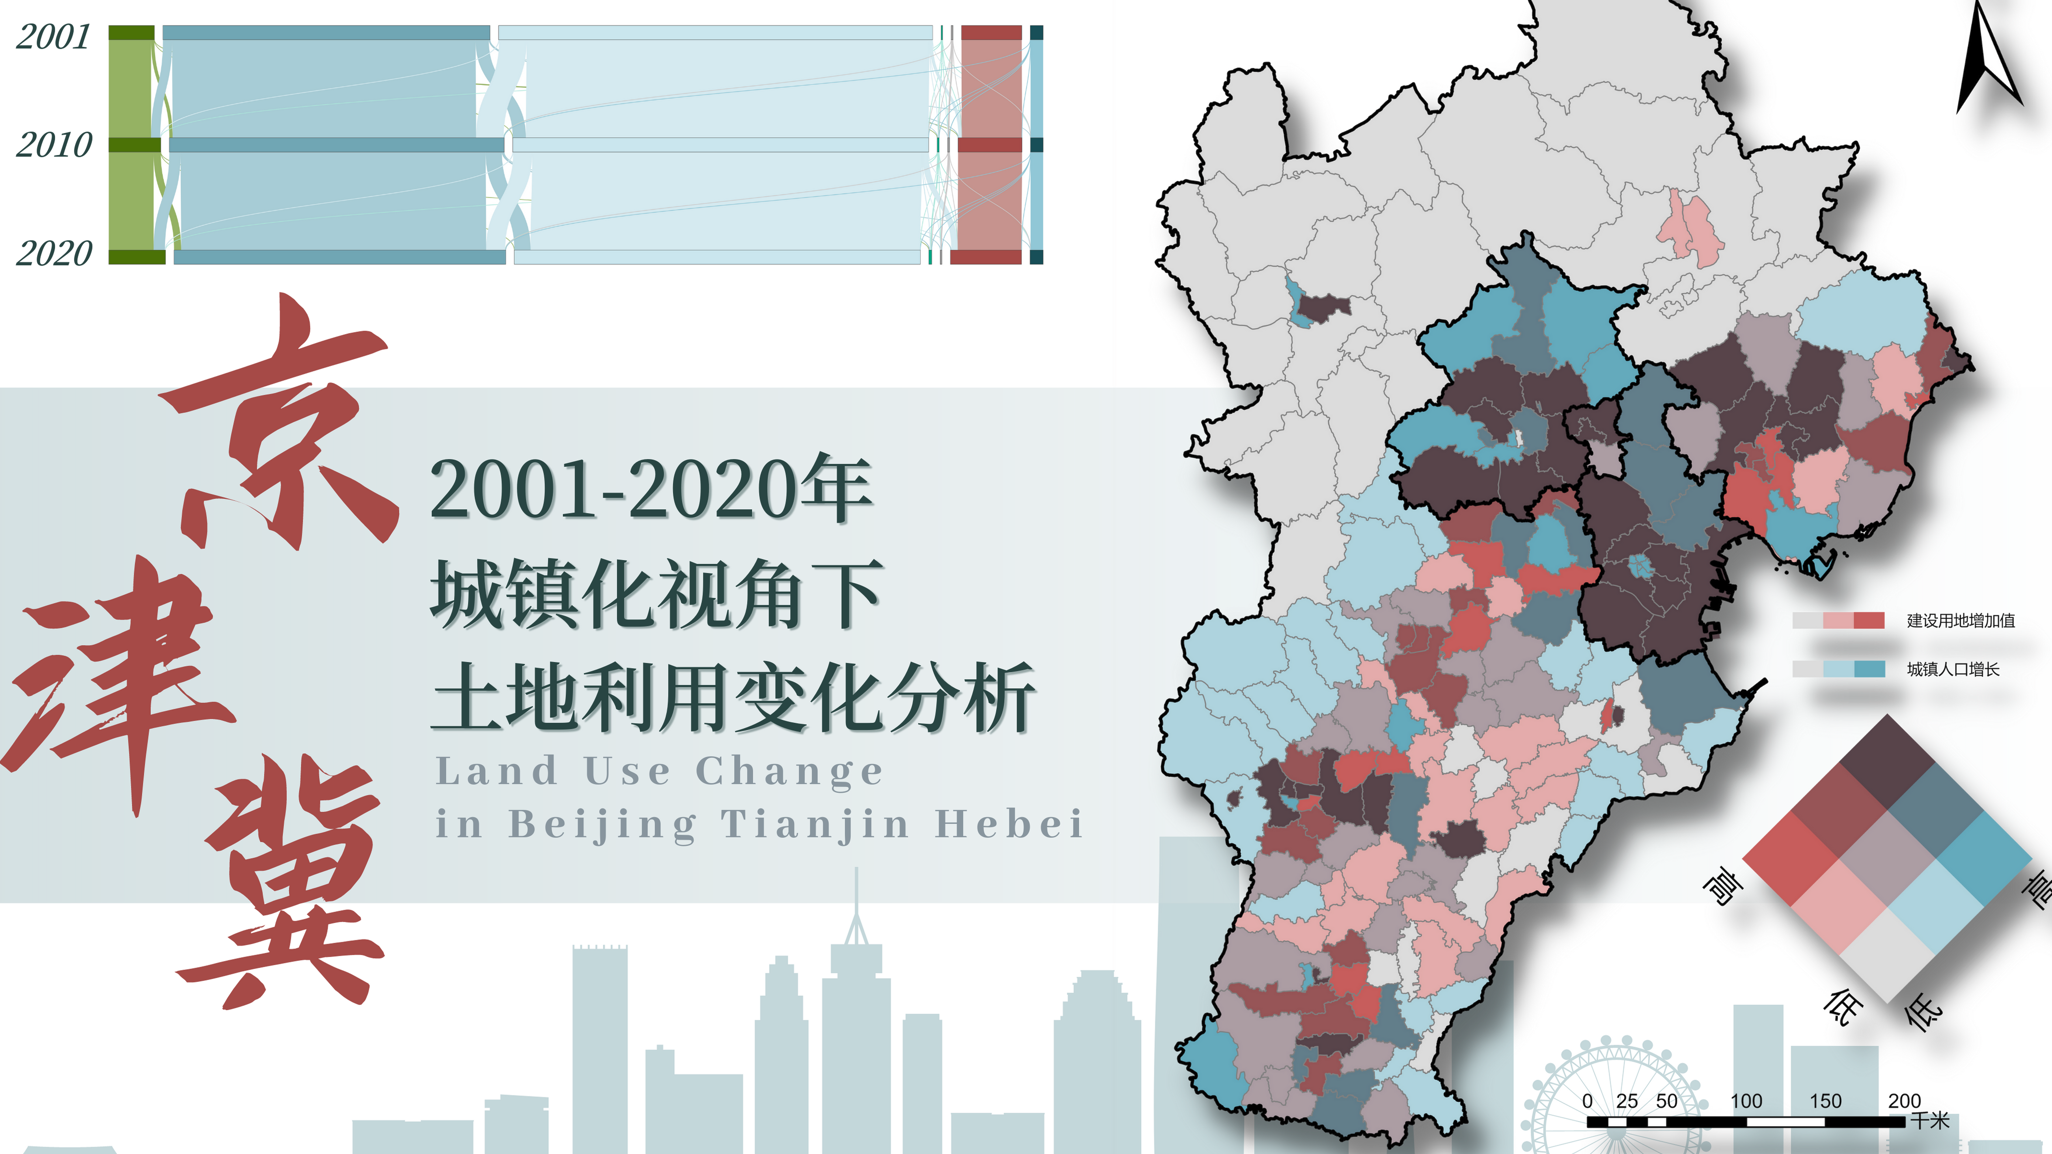 2001
2010
2020
京
津
冀
2001-2020年
城镇化视角下
土地利用变化分析
Land Use Change
in Beijing Tianjin Hebei
建设用地增加值
城镇人口增长
高
高
低
低
0 25 50 100 150 200
千米